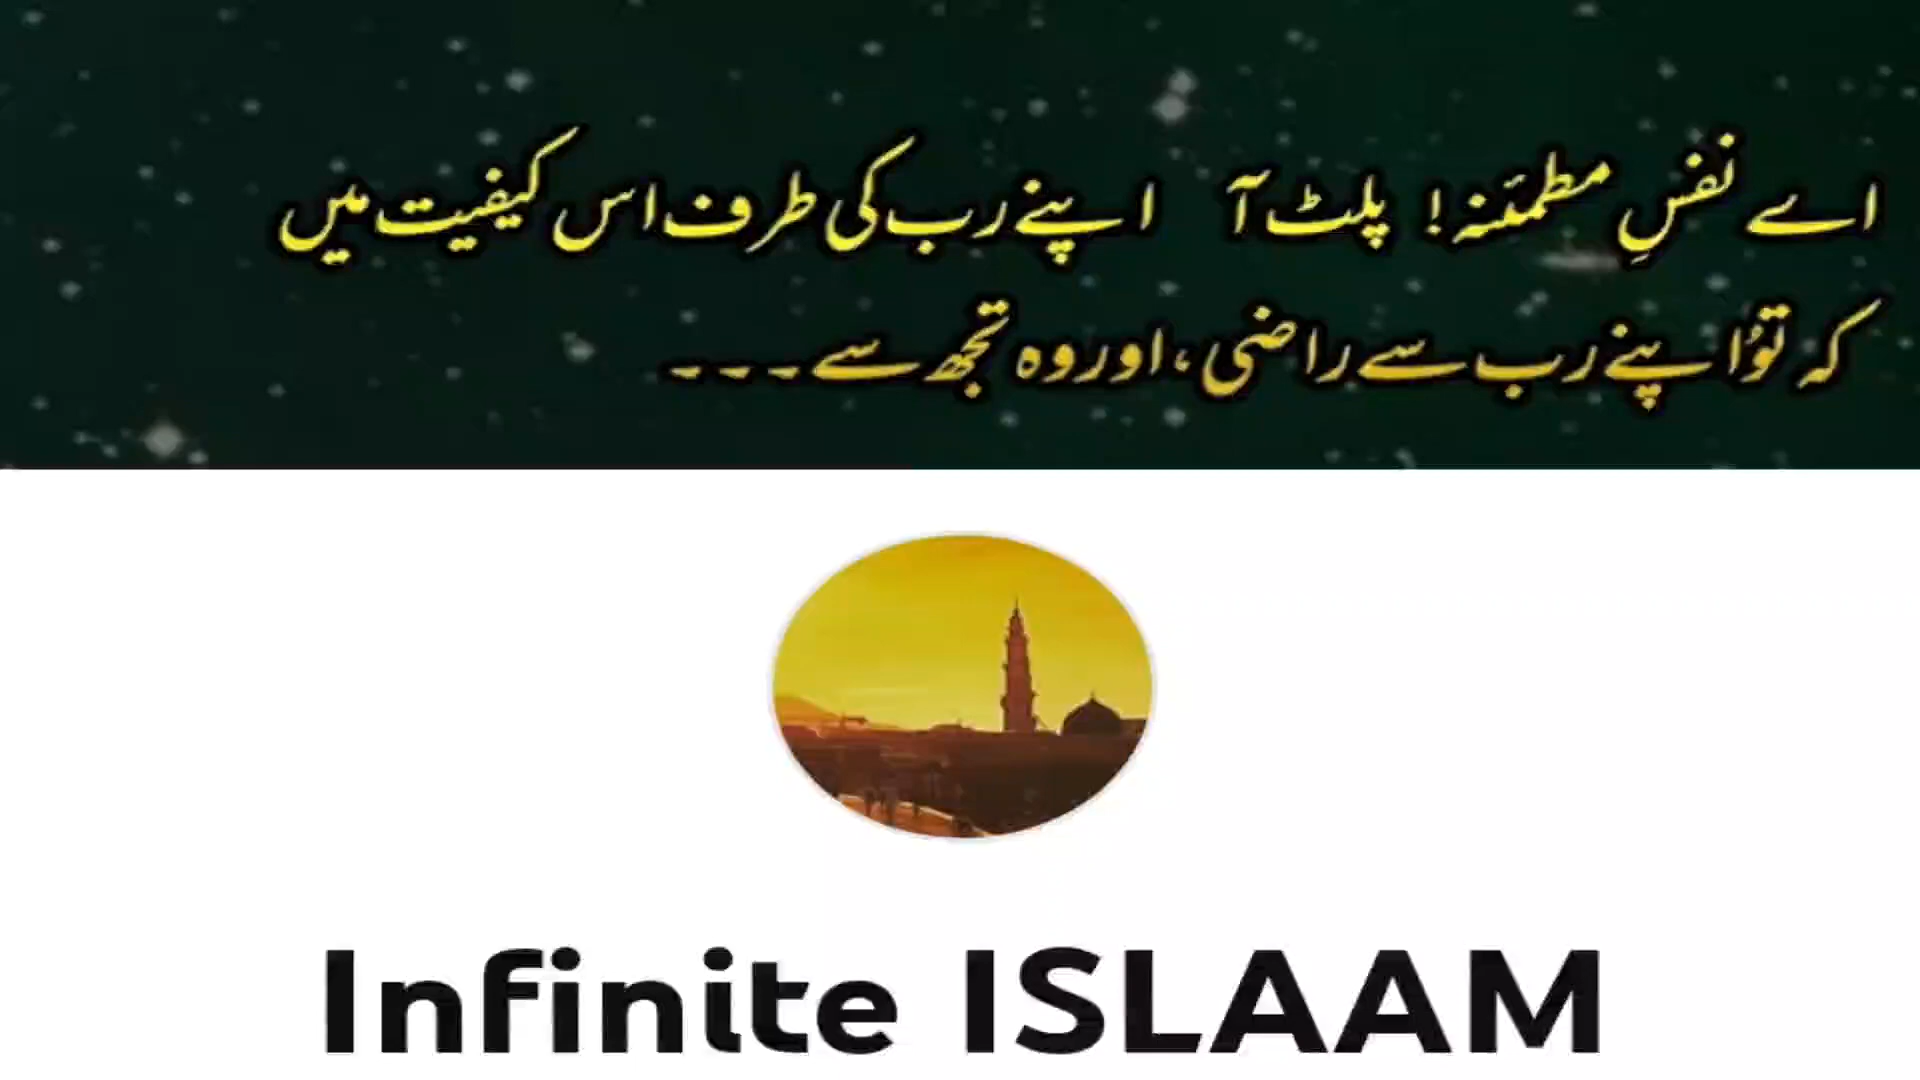 اے نفسِ مطمئنہ! پلٹ آ اپنے رب کی طرف اس کیفیت میں
کہ توُ اپنے رب سے راضی، اور وہ تجھ سے۔۔۔
Infinite ISLAAM